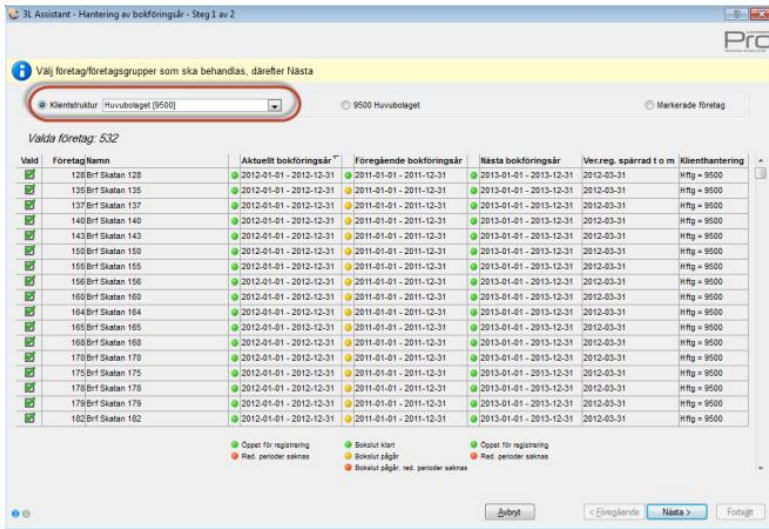 3L Assistant - Hantering av bokföringsår - Steg 1 av 2
Pro
Välj företag/företagsgrupper som ska behandlas, därefter Nästa
Klientstruktur Huvubolaget [9500] 9500 Huvubolaget Markerade företag
Valda företag: 532
Vald Företag Namn Aktuellt bokföringsår Föregående bokföringsår Nästa bokföringsår Ver.reg. spärrad t o m Klienthantering
128 Brf Skatan 128 2012-01-01 - 2012-12-31 2011-01-01 - 2011-12-31 2013-01-01 - 2013-12-31 2012-03-31 Hftg = 9500
135 Brf Skatan 135 2012-01-01 - 2012-12-31 2011-01-01 - 2011-12-31 2013-01-01 - 2013-12-31 2012-03-31 Hftg = 9500
137 Brf Skatan 137 2012-01-01 - 2012-12-31 2011-01-01 - 2011-12-31 2013-01-01 - 2013-12-31 2012-03-31 Hftg = 9500
140 Brf Skatan 140 2012-01-01 - 2012-12-31 2011-01-01 - 2011-12-31 2013-01-01 - 2013-12-31 2012-03-31 Hftg = 9500
143 Brf Skatan 143 2012-01-01 - 2012-12-31 2011-01-01 - 2011-12-31 2013-01-01 - 2013-12-31 2012-03-31 Hftg = 9500
150 Brf Skatan 150 2012-01-01 - 2012-12-31 2011-01-01 - 2011-12-31 2013-01-01 - 2013-12-31 2012-03-31 Hftg = 9500
155 Brf Skatan 155 2012-01-01 - 2012-12-31 2011-01-01 - 2011-12-31 2013-01-01 - 2013-12-31 2012-03-31 Hftg = 9500
156 Brf Skatan 156 2012-01-01 - 2012-12-31 2011-01-01 - 2011-12-31 2013-01-01 - 2013-12-31 2012-03-31 Hftg = 9500
160 Brf Skatan 160 2012-01-01 - 2012-12-31 2011-01-01 - 2011-12-31 2013-01-01 - 2013-12-31 2012-03-31 Hftg = 9500
164 Brf Skatan 164 2012-01-01 - 2012-12-31 2011-01-01 - 2011-12-31 2013-01-01 - 2013-12-31 2012-03-31 Hftg = 9500
165 Brf Skatan 165 2012-01-01 - 2012-12-31 2011-01-01 - 2011-12-31 2013-01-01 - 2013-12-31 2012-03-31 Hftg = 9500
168 Brf Skatan 168 2012-01-01 - 2012-12-31 2011-01-01 - 2011-12-31 2013-01-01 - 2013-12-31 2012-03-31 Hftg = 9500
170 Brf Skatan 170 2012-01-01 - 2012-12-31 2011-01-01 - 2011-12-31 2013-01-01 - 2013-12-31 2012-03-31 Hftg = 9500
175 Brf Skatan 175 2012-01-01 - 2012-12-31 2011-01-01 - 2011-12-31 2013-01-01 - 2013-12-31 2012-03-31 Hftg = 9500
178 Brf Skatan 178 2012-01-01 - 2012-12-31 2011-01-01 - 2011-12-31 2013-01-01 - 2013-12-31 2012-03-31 Hftg = 9500
179 Brf Skatan 179 2012-01-01 - 2012-12-31 2011-01-01 - 2011-12-31 2013-01-01 - 2013-12-31 2012-03-31 Hftg = 9500
182 Brf Skatan 182 2012-01-01 - 2012-12-31 2011-01-01 - 2011-12-31 2013-01-01 - 2013-12-31 2012-03-31 Hftg = 9500
Öppet för registrering Bokslut klart Öppet för registrering
Red. perioder saknas Bokslut pågår Red. perioder saknas
Bokslut pågår, red. perioder saknas
Avbryt < Föregående Nästa > Fortsätt